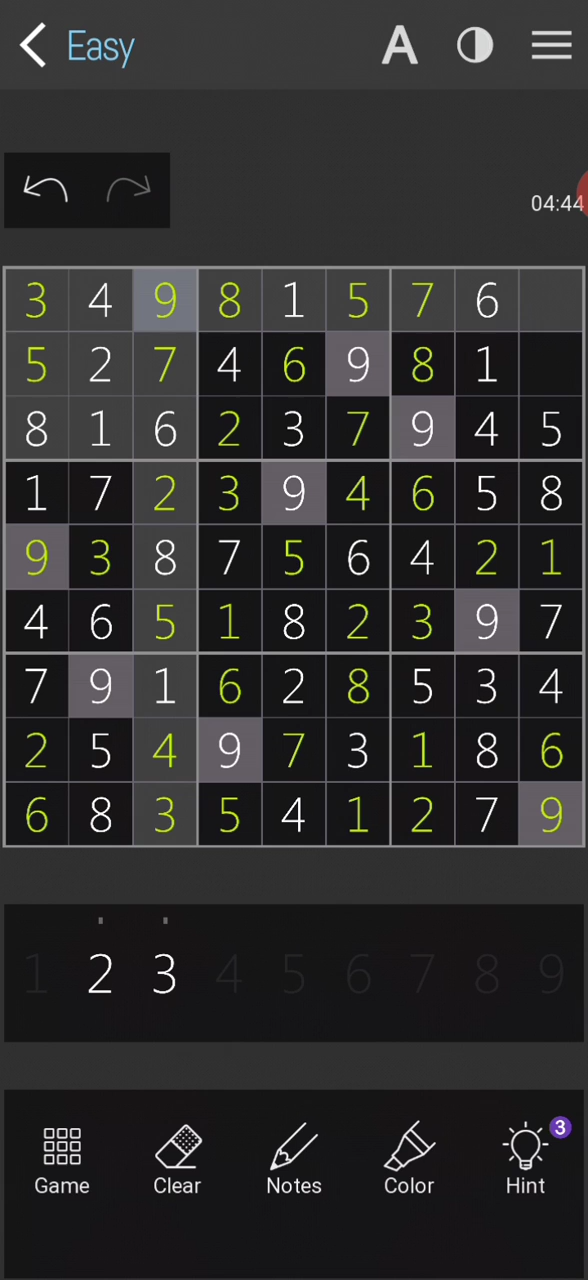 Easy A
04:44
3 4 9 8 1 5 7 6
5 2 7 4 6 9 8 1
8 1 6 2 3 7 9 4 5
1 7 2 3 9 4 6 5 8
9 3 8 7 5 6 4 2 1
4 6 5 1 8 2 3 9 7
7 9 1 6 2 8 5 3 4
2 5 4 9 7 3 1 8 6
6 8 3 5 4 1 2 7 9
1 2 3 4 5 6 7 8 9
3
Game Clear Notes Color Hint